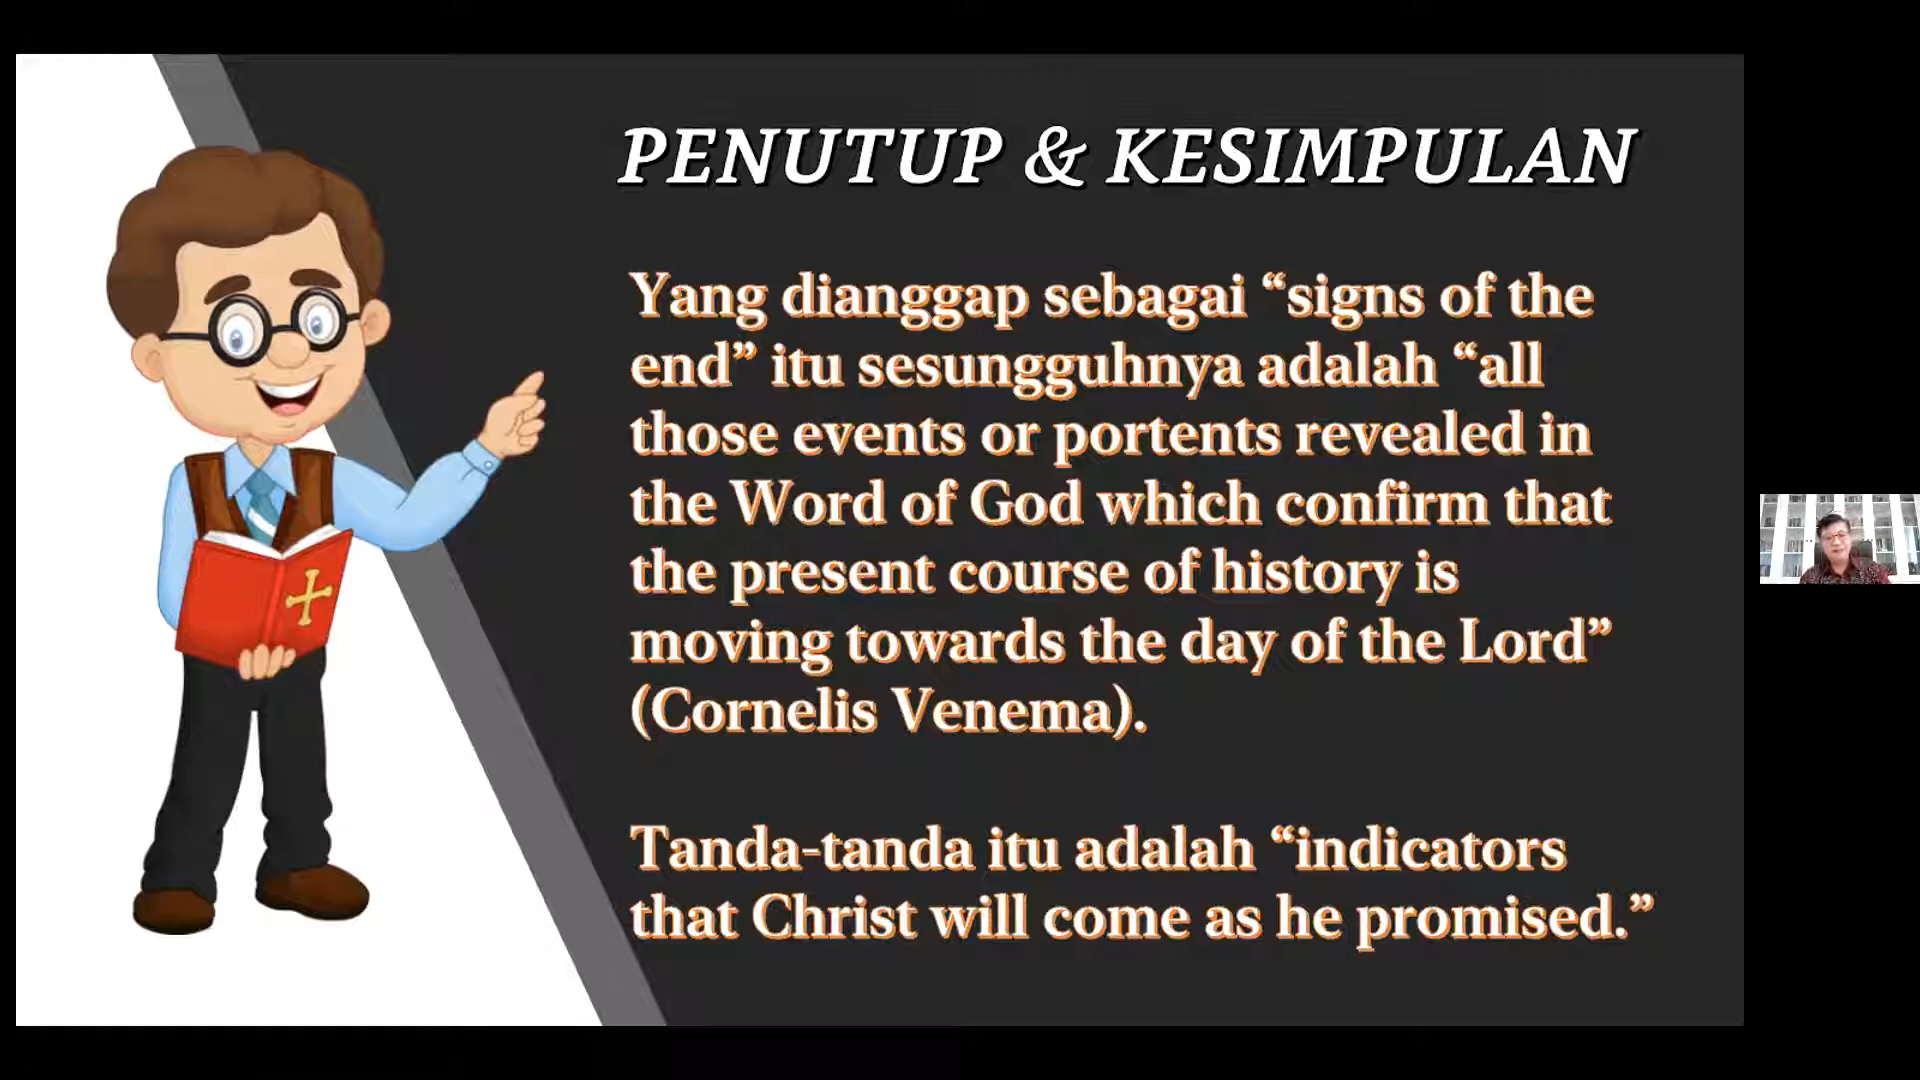 PENUTUP & KESIMPULAN
Yang dianggap sebagai “signs of the
end” itu sesungguhnya adalah “all
those events or portents revealed in
the Word of God which confirm that
the present course of history is
moving towards the day of the Lord”
(Cornelis Venema).
Tanda-tanda itu adalah “indicators
that Christ will come as he promised.”